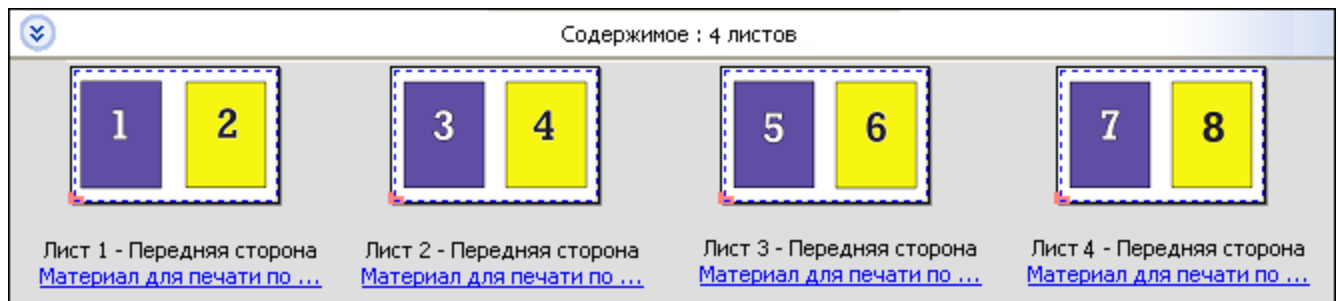 Содержимое : 4 листов
1 2 3 4 5 6 7 8
Лист 1 - Передняя сторона
Материал для печати по ...
Лист 2 - Передняя сторона
Материал для печати по ...
Лист 3 - Передняя сторона
Материал для печати по ...
Лист 4 - Передняя сторона
Материал для печати по ...